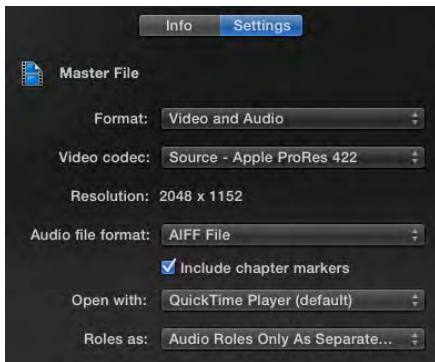 Info Settings
Master File
Format: Video and Audio
Video codec: Source - Apple ProRes 422
Resolution: 2048 x 1152
Audio file format: AIFF File
Include chapter markers
Open with: QuickTime Player (default)
Roles as: Audio Roles Only As Separate...